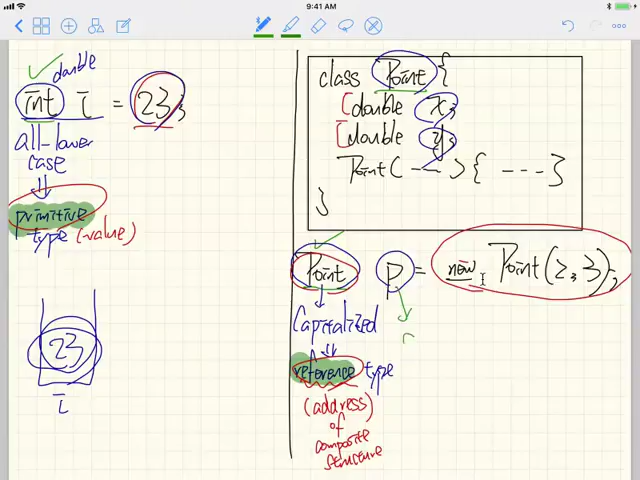 9:41 AM
double
int i = 23;
all-lower
case
primitive
type (value)
23
i
class Point {
double x;
double y;
Point( ... ) { --- }
}
Point p = new Point(2, 3);
Capitalized
reference type
(address)
of
composite
structure